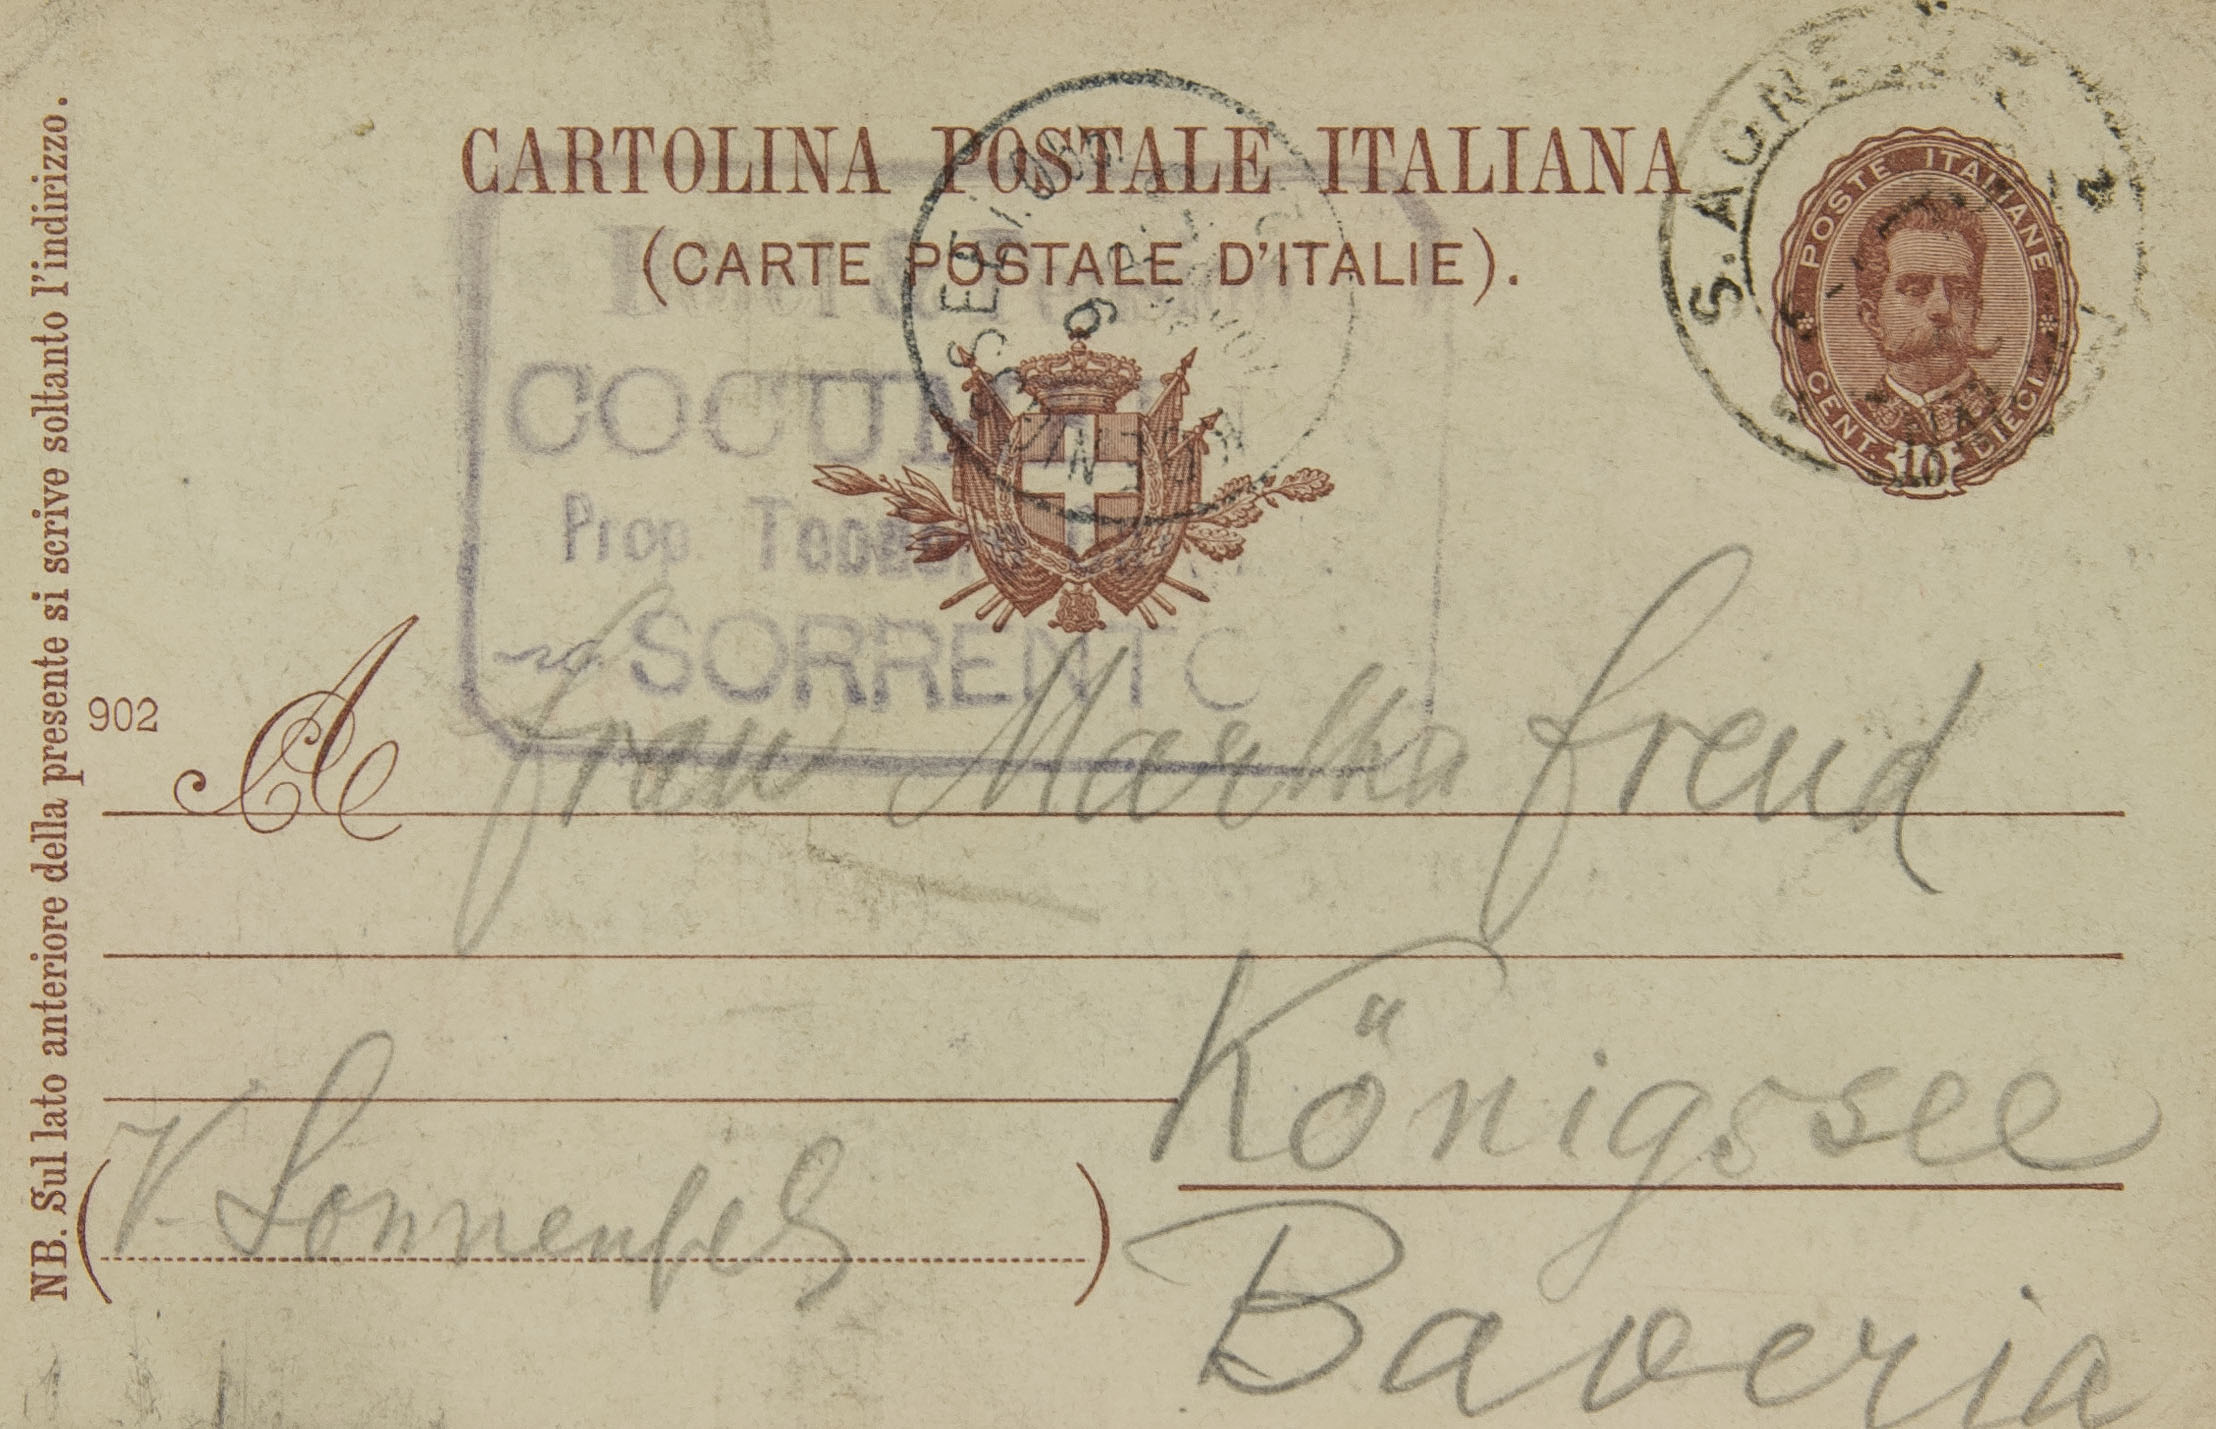 CARTOLINA POSTALE ITALIANA
(CARTE POSTALE D'ITALIE).
POSTE ITALIANE
CENT. 10 DIECI
S. AGN
COCUM
Prop.
SORRENTO
NB. Sul lato anteriore della presente si scrive soltanto l'indirizzo.
902
A Frau Martha Freud
Königssee
(V. Sonnenfels)
Baveria